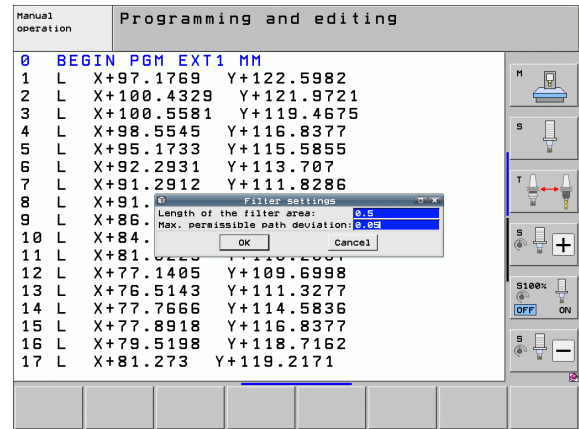 Manual
operation
Programming and editing
0 BEGIN PGM EXT1 MM
1 L X+97.1769 Y+122.5982
2 L X+100.4329 Y+121.9721
3 L X+100.5581 Y+119.4675
4 L X+98.5545 Y+116.8377
5 L X+95.1733 Y+115.5855
6 L X+92.2931 Y+113.707
7 L X+91.2912 Y+111.8286
8 L X+91.
9 L X+86.
10 L X+84.
11 L
12 L X+77.1405 Y+109.6998
13 L X+76.5143 Y+111.3277
14 L X+77.7666 Y+114.5836
15 L X+77.8918 Y+116.8377
16 L X+79.5198 Y+118.7162
17 L X+81.273 Y+119.2171
Filter settings
Length of the filter area: 0.5
Max. permissible path deviation: 0.05
OK Cancel
M
S
T
S
S100%
OFF ON
S